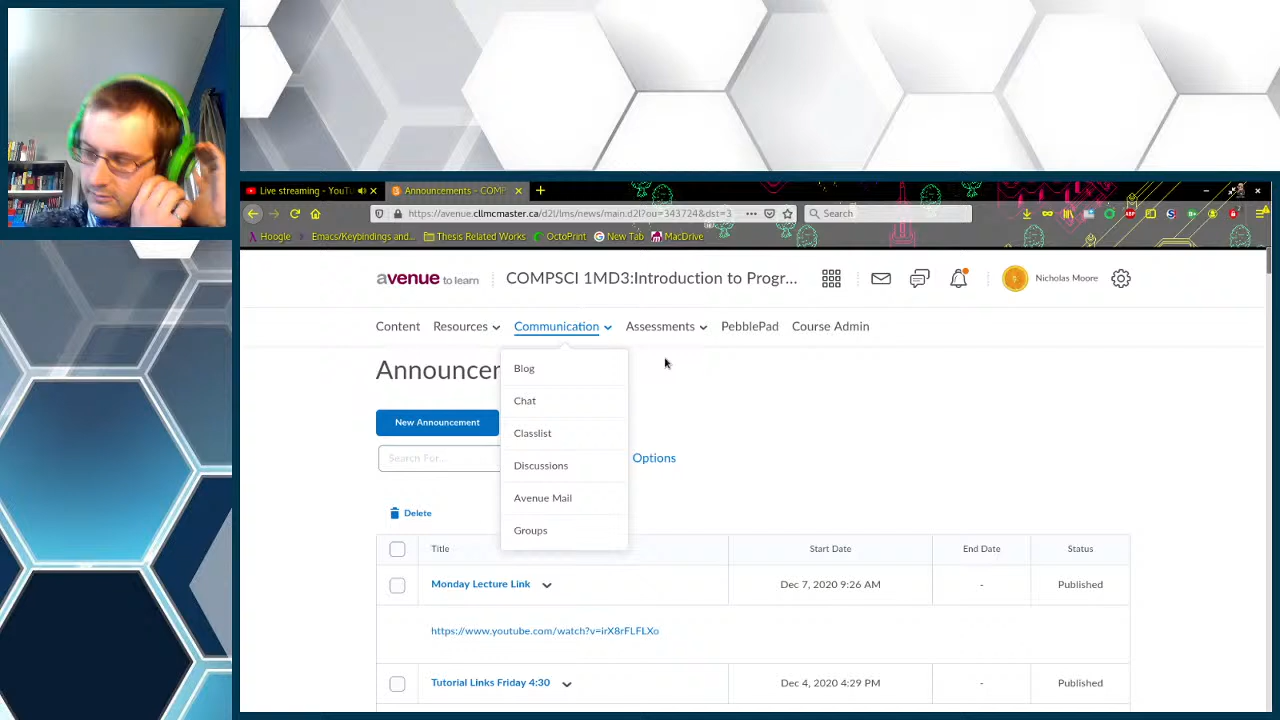 Live streaming - YouTu
Announcements - COMP
https://avenue.cllmcmaster.ca/d2l/lms/news/main.d2l?ou=343724&dst=3
Search
Hoogle
Emacs/Keybindings and...
Thesis Related Works
OctoPrint
New Tab
MacDrive
avenue to learn
COMPSCI 1MD3:Introduction to Progr...
Nicholas Moore
Content
Resources
Communication
Assessments
PebblePad
Course Admin
Announcem
Blog
Chat
Classlist
Discussions
Avenue Mail
Groups
New Announcement
Search For...
Options
Delete
Title
Start Date
End Date
Status
Monday Lecture Link
Dec 7, 2020 9:26 AM
-
Published
https://www.youtube.com/watch?v=irX8rFLFLXo
Tutorial Links Friday 4:30
Dec 4, 2020 4:29 PM
-
Published